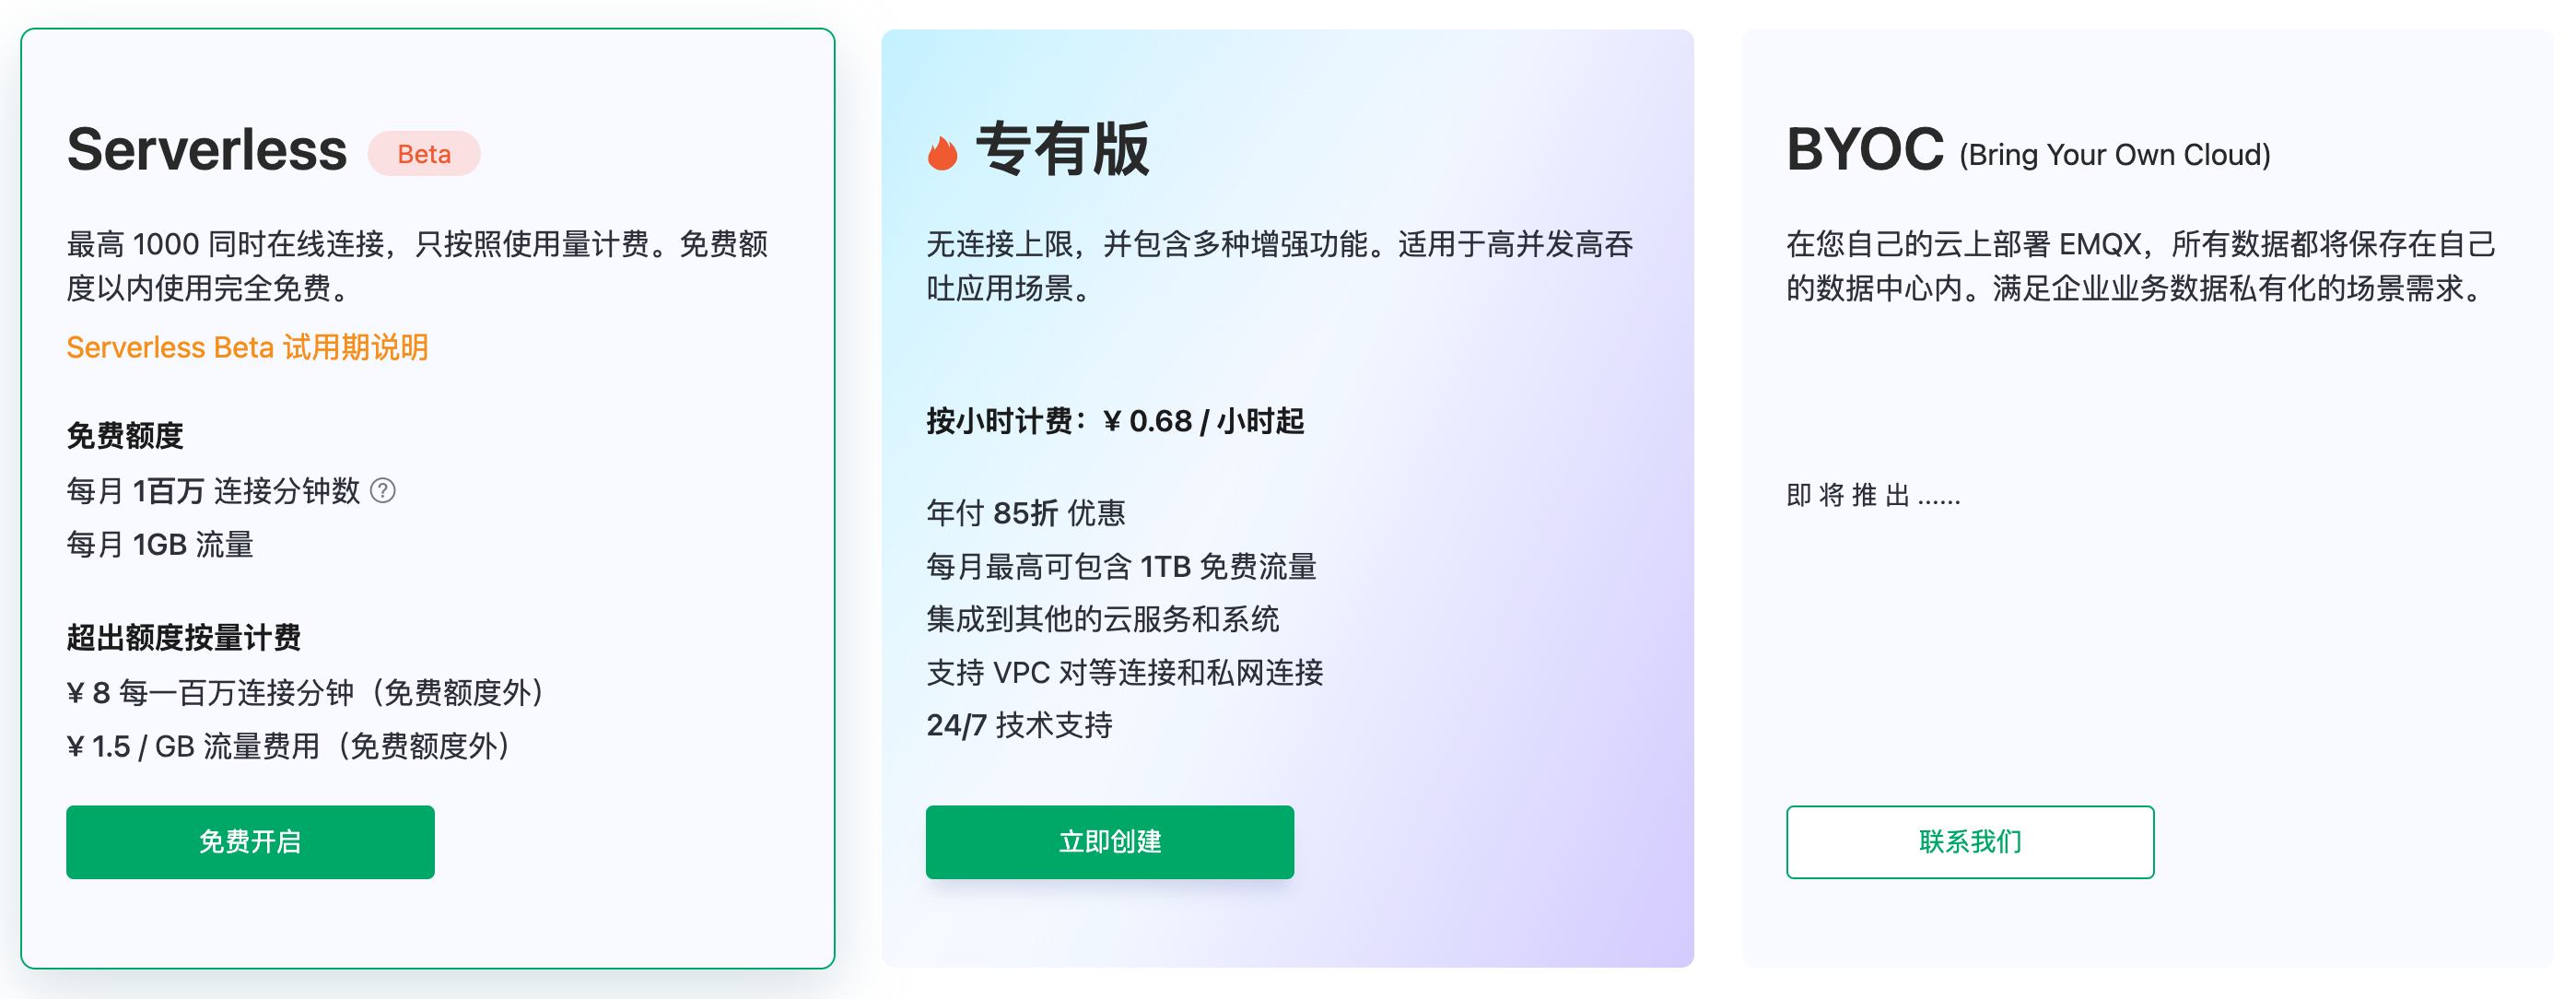 Serverless Beta
最高 1000 同时在线连接，只按照使用量计费。免费额
度以内使用完全免费。
Serverless Beta 试用期说明
免费额度
每月 1百万 连接分钟数 ?
每月 1GB 流量
超出额度按量计费
¥ 8 每一百万连接分钟（免费额度外）
¥ 1.5 / GB 流量费用（免费额度外）
免费开启
专有版
无连接上限，并包含多种增强功能。适用于高并发高吞
吐应用场景。
按小时计费：¥ 0.68 / 小时起
年付 85折 优惠
每月最高可包含 1TB 免费流量
集成到其他的云服务和系统
支持 VPC 对等连接和私网连接
24/7 技术支持
立即创建
BYOC (Bring Your Own Cloud)
在您自己的云上部署 EMQX，所有数据都将保存在自己
的数据中心内。满足企业业务数据私有化的场景需求。
即 将 推 出 ......
联系我们